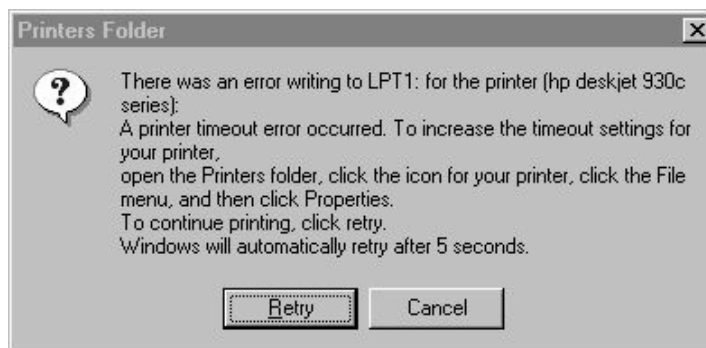 Printers Folder
There was an error writing to LPT1: for the printer (hp deskjet 930c
series):
A printer timeout error occurred. To increase the timeout settings for
your printer,
open the Printers folder, click the icon for your printer, click the File
menu, and then click Properties.
To continue printing, click retry.
Windows will automatically retry after 5 seconds.
Retry
Cancel